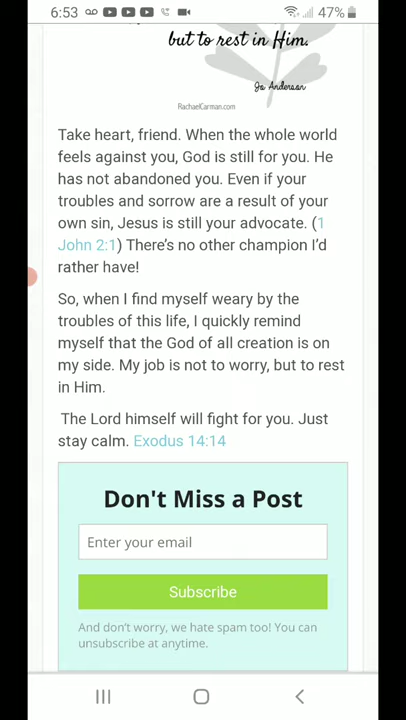 6:53
47%
but to rest in Him.
Jo Anderson
RachaelCarman.com
Take heart, friend. When the whole world
feels against you, God is still for you. He
has not abandoned you. Even if your
troubles and sorrow are a result of your
own sin, Jesus is still your advocate. (1
John 2:1) There’s no other champion I’d
rather have!
So, when I find myself weary by the
troubles of this life, I quickly remind
myself that the God of all creation is on
my side. My job is not to worry, but to rest
in Him.
The Lord himself will fight for you. Just
stay calm. Exodus 14:14
Don't Miss a Post
Enter your email
Subscribe
And don’t worry, we hate spam too! You can
unsubscribe at anytime.